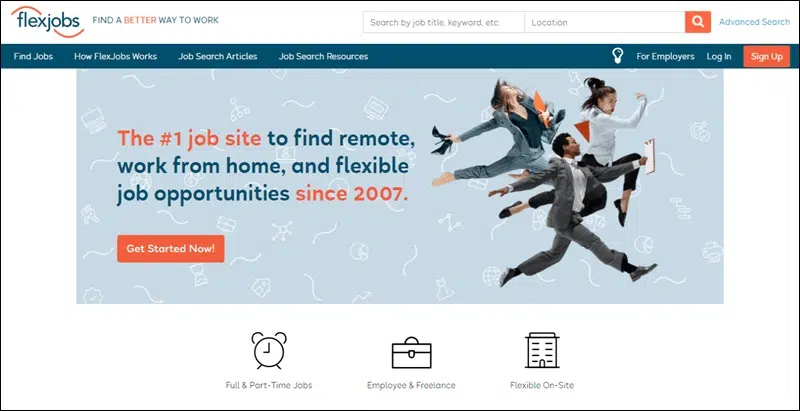 flexjobs
FIND A BETTER WAY TO WORK
Search by job title, keyword, etc.
Location
Advanced Search
Find Jobs
How FlexJobs Works
Job Search Articles
Job Search Resources
For Employers
Log In
Sign Up
The #1 job site to find remote,
work from home, and flexible
job opportunities since 2007.
Get Started Now!
Full & Part-Time Jobs
Employee & Freelance
Flexible On-Site